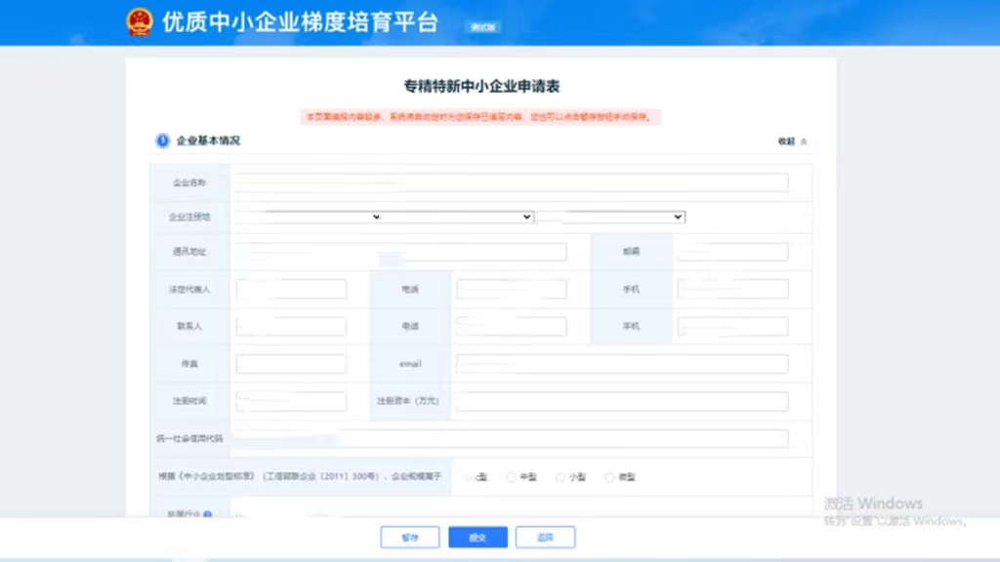 优质中小企业梯度培育平台 测试版
专精特新中小企业申请表
本页面填报内容较多，系统将自动定时为您保存已填写内容，您也可以点击暂存按钮手动保存。
企业基本情况 收起
企业名称
企业注册地
通讯地址 邮编
法定代表人 电话 手机
联系人 电话 手机
传真 email
注册时间 注册资本（万元）
统一社会信用代码
根据《中小企业划型标准》（工信部联企业〔2011〕300号），企业规模属于 型 中型 小型 微型
所属行业
激活 Windows
转到"设置"以激活 Windows。
暂存 提交 返回